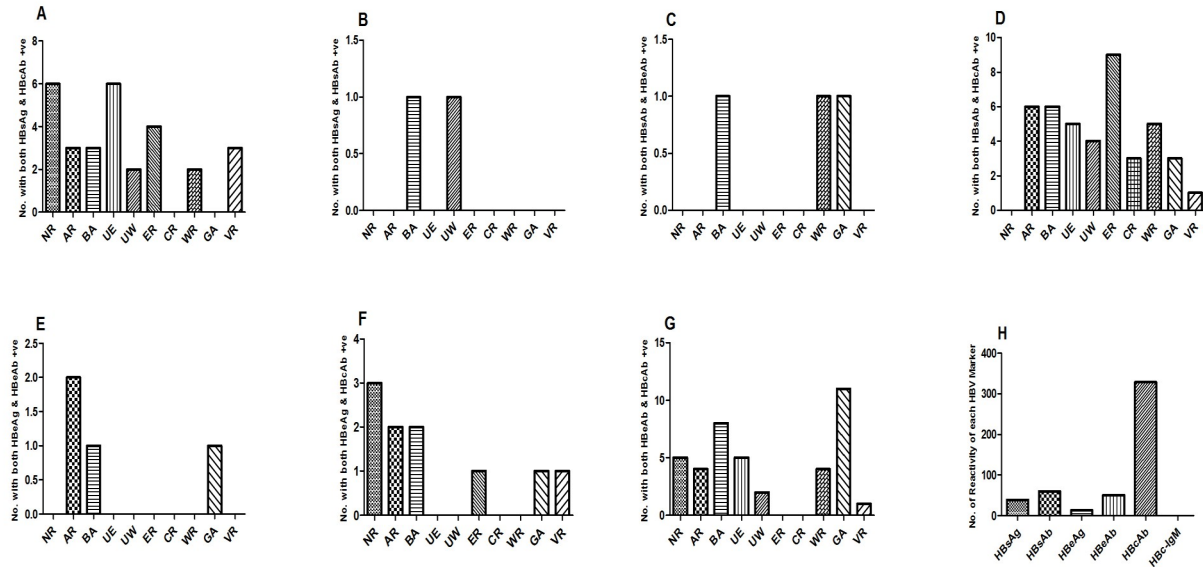 A
No. with both HBsAg & HBcAb +ve
8
6
4
2
0
NR AR BA UE UW ER CR WR GA VR
B
No. with both HBsAg & HBsAb +ve
1.5
1.0
0.5
0.0
NR AR BA UE UW ER CR WR GA VR
C
No. with both HBsAb & HBeAb +ve
1.5
1.0
0.5
0.0
NR AR BA UE UW ER CR WR GA VR
D
No. with both HBsAb & HBcAb +ve
10
8
6
4
2
0
NR AR BA UE UW ER CR WR GA VR
E
No. with both HBeAg & HBeAb +ve
2.5
2.0
1.5
1.0
0.5
0.0
NR AR BA UE UW ER CR WR GA VR
F
No. with both HBeAg & HBcAb +ve
4
3
2
1
0
NR AR BA UE UW ER CR WR GA VR
G
No. with both HBeAb & HBcAb +ve
15
10
5
0
NR AR BA UE UW ER CR WR GA VR
H
No. of Reactivity of each HBV Marker
400
300
200
100
0
HBsAg HBsAb HBeAg HBeAb HBcAb HBc-IgM